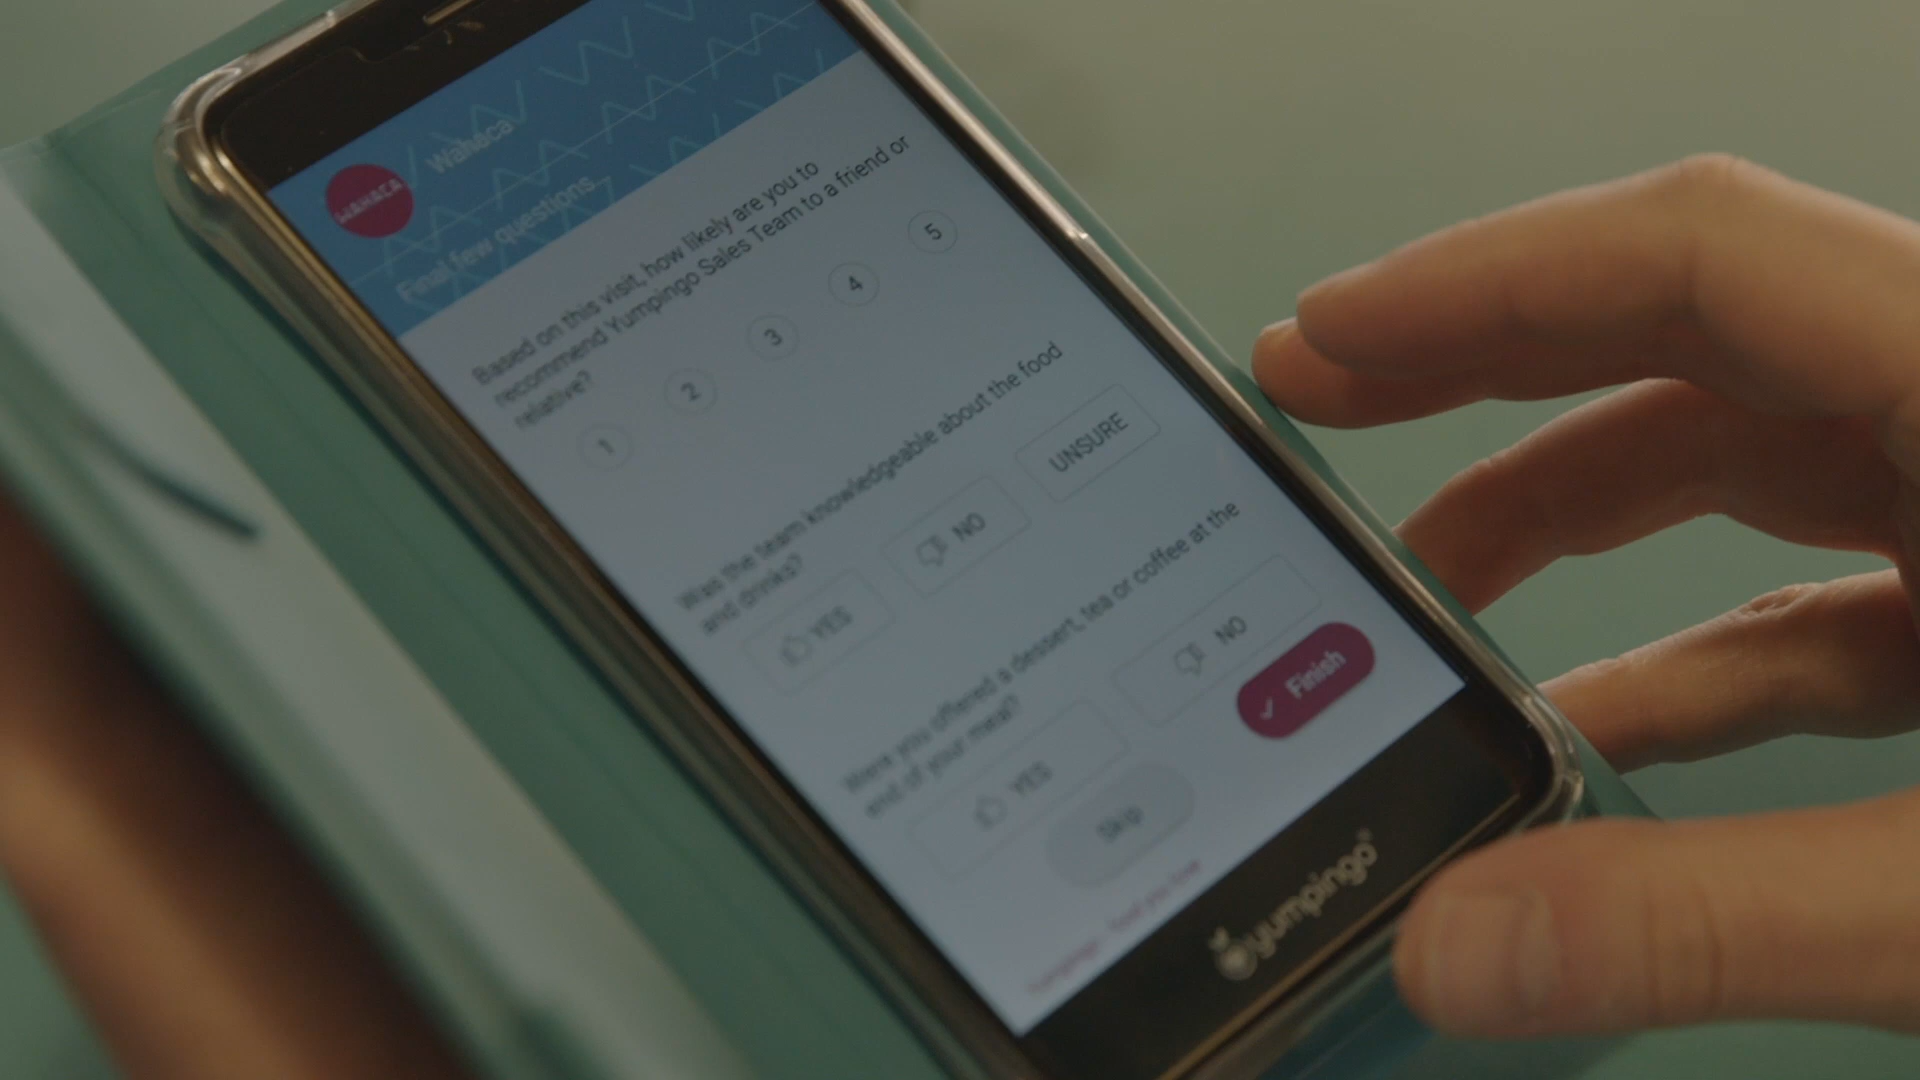 Wahaca
WAHACA
Final few questions...
Based on this visit, how likely are you to
recommend Yumpingo Sales Team to a friend or
relative?
1 2 3 4 5
Was the team knowledgeable about the food
and drinks?
YES NO UNSURE
Were you offered a dessert, tea or coffee at the
end of your meal?
YES NO
Skip Finish
yumpingo